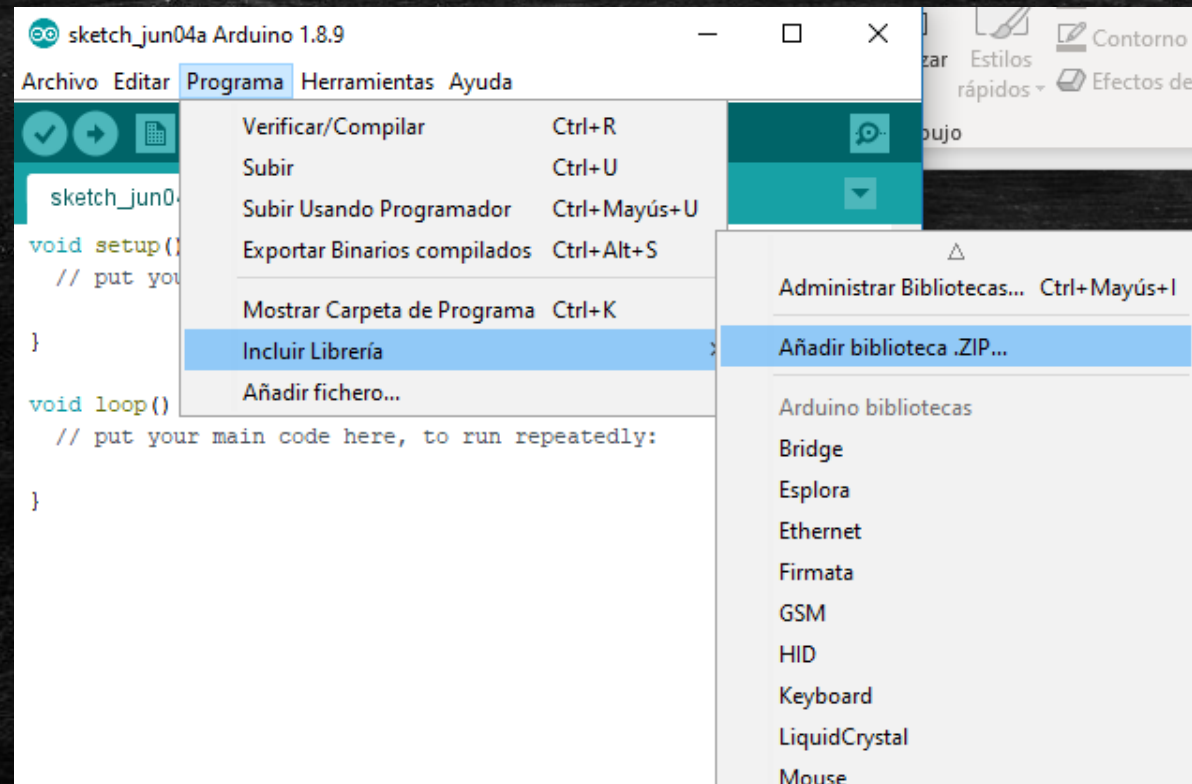 sketch_jun04a Arduino 1.8.9
Archivo Editar Programa Herramientas Ayuda
Verificar/Compilar Ctrl+R
Subir Ctrl+U
Subir Usando Programador Ctrl+Mayús+U
Exportar Binarios compilados Ctrl+Alt+S
Mostrar Carpeta de Programa Ctrl+K
Incluir Librería
Añadir fichero...
sketch_jun0
void setup()
// put you
}
void loop()
// put your main code here, to run repeatedly:
}
Administrar Bibliotecas... Ctrl+Mayús+I
Añadir biblioteca .ZIP...
Arduino bibliotecas
Bridge
Esplora
Ethernet
Firmata
GSM
HID
Keyboard
LiquidCrystal
Mouse
zar
Estilos
rápidos
Contorno
Efectos de
bujo